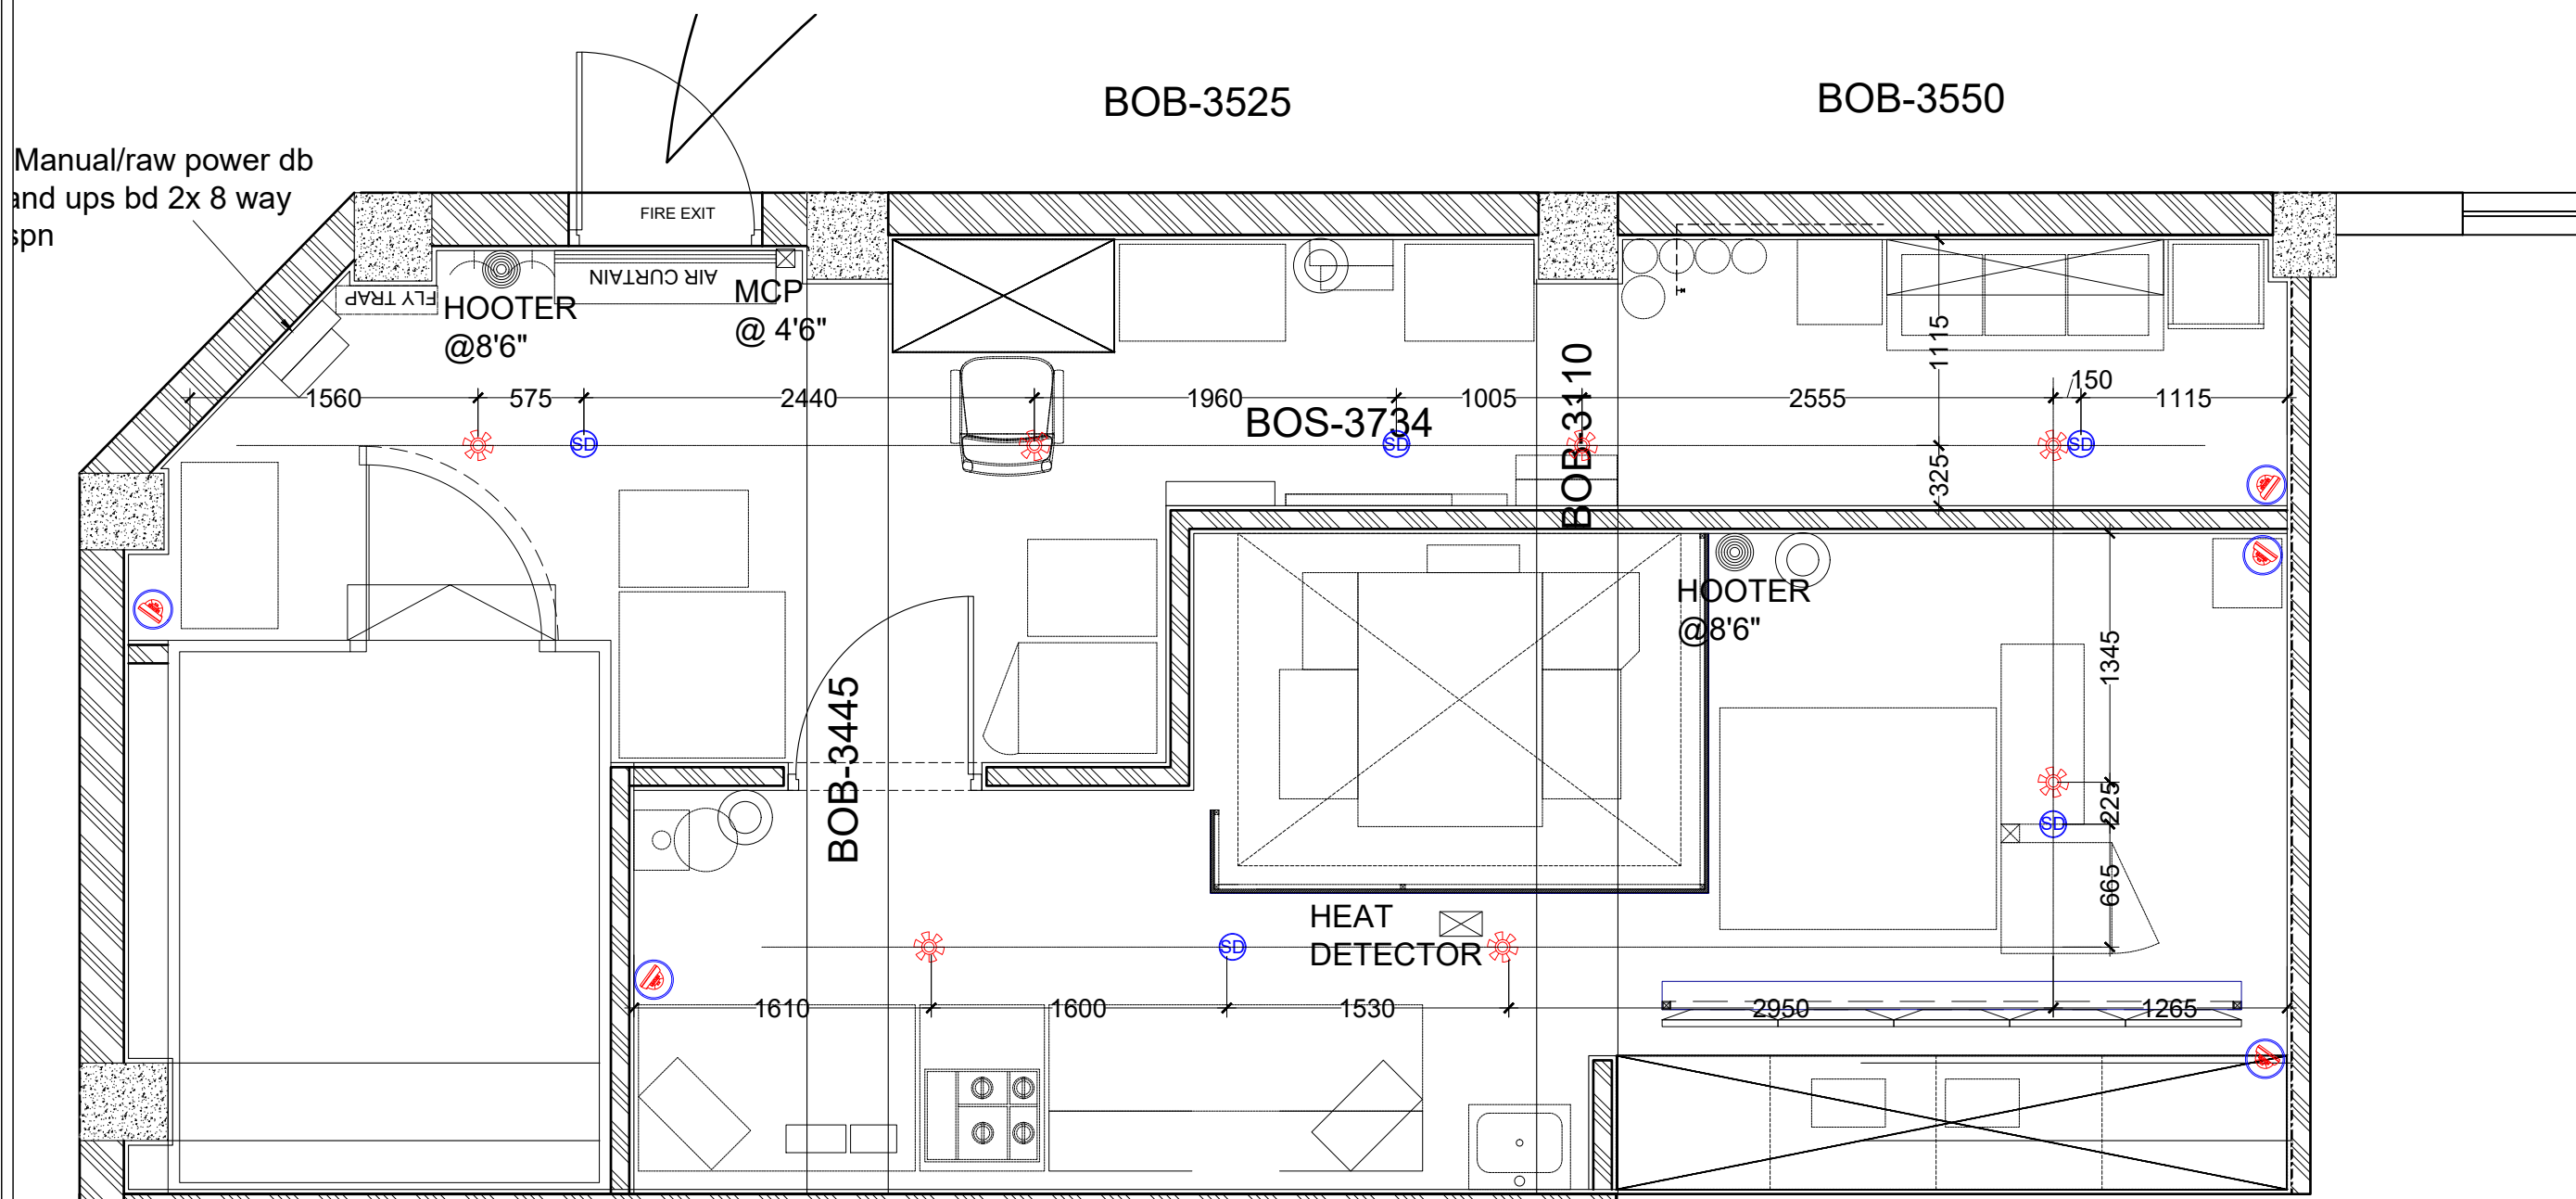 BOB-3525
BOB-3550
Manual/raw power db
and ups bd 2x 8 way
spn
FIRE EXIT
AIR CURTAIN
FLY TRAP
HOOTER
@8'6"
MCP
@ 4'6"
1560
575
2440
1960
1005
2555
150
1115
1115
325
BOS-3734
BOB-3110
SD
SD
SD
HOOTER
@8'6"
1345
225
665
SD
BOB-3445
HEAT
DETECTOR
SD
1610
1600
1530
2950
1265